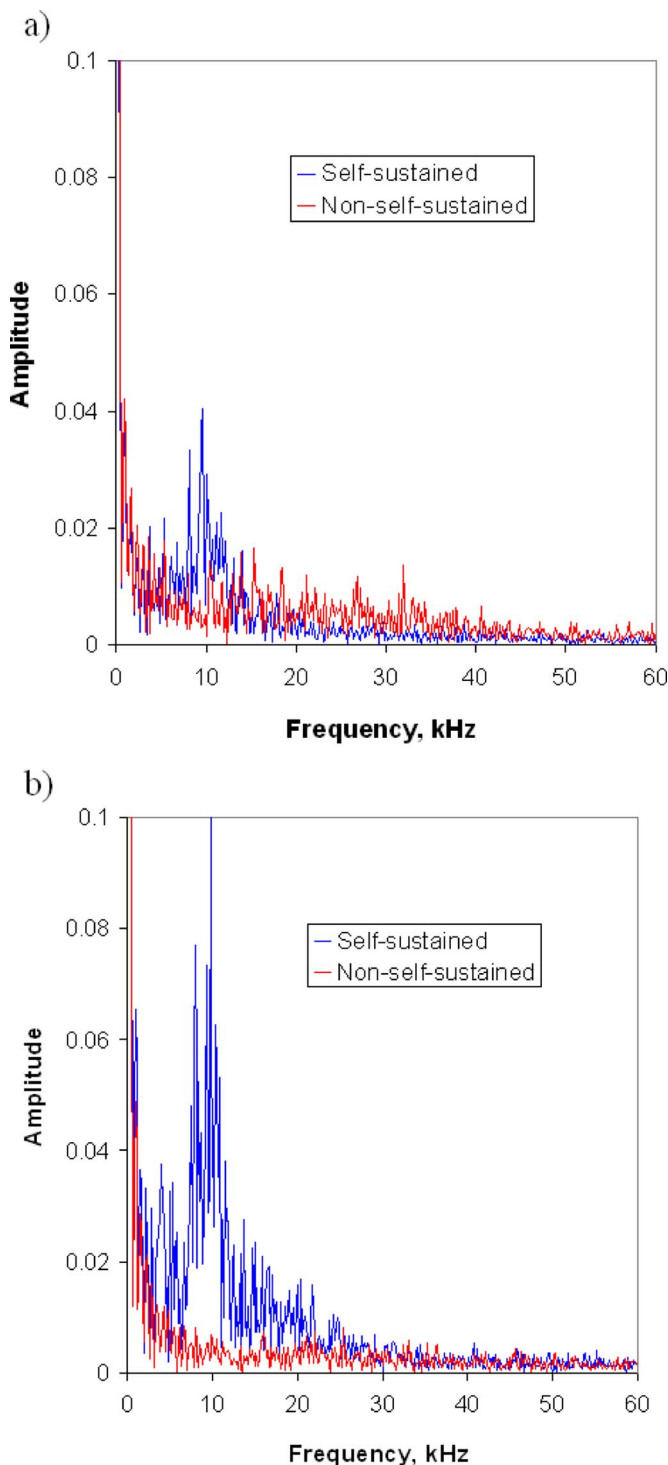 a)
0.1
0.08
0.06
0.04
0.02
0
Amplitude
Self-sustained
Non-self-sustained
0 10 20 30 40 50 60
Frequency, kHz
b)
0.1
0.08
0.06
0.04
0.02
0
Amplitude
Self-sustained
Non-self-sustained
0 10 20 30 40 50 60
Frequency, kHz